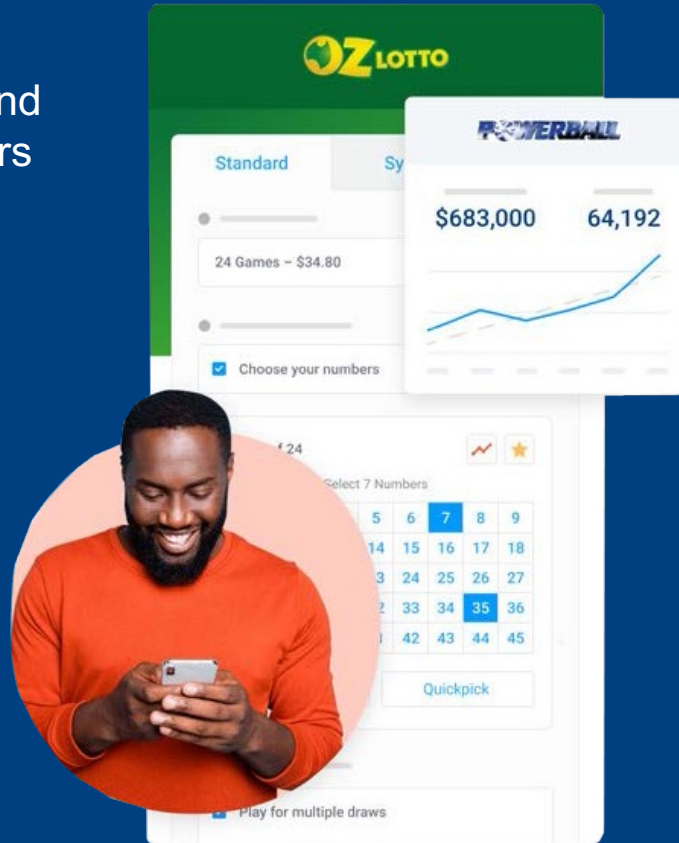 OZ LOTTO
nd
rs
POWERBALL
Standard
Sy
$683,000 64,192
24 Games – $34.80
Choose your numbers
f 24
Select 7 Numbers
5 6 7 8 9
14 15 16 17 18
3 24 25 26 27
2 33 34 35 36
42 43 44 45
Quickpick
Play for multiple draws